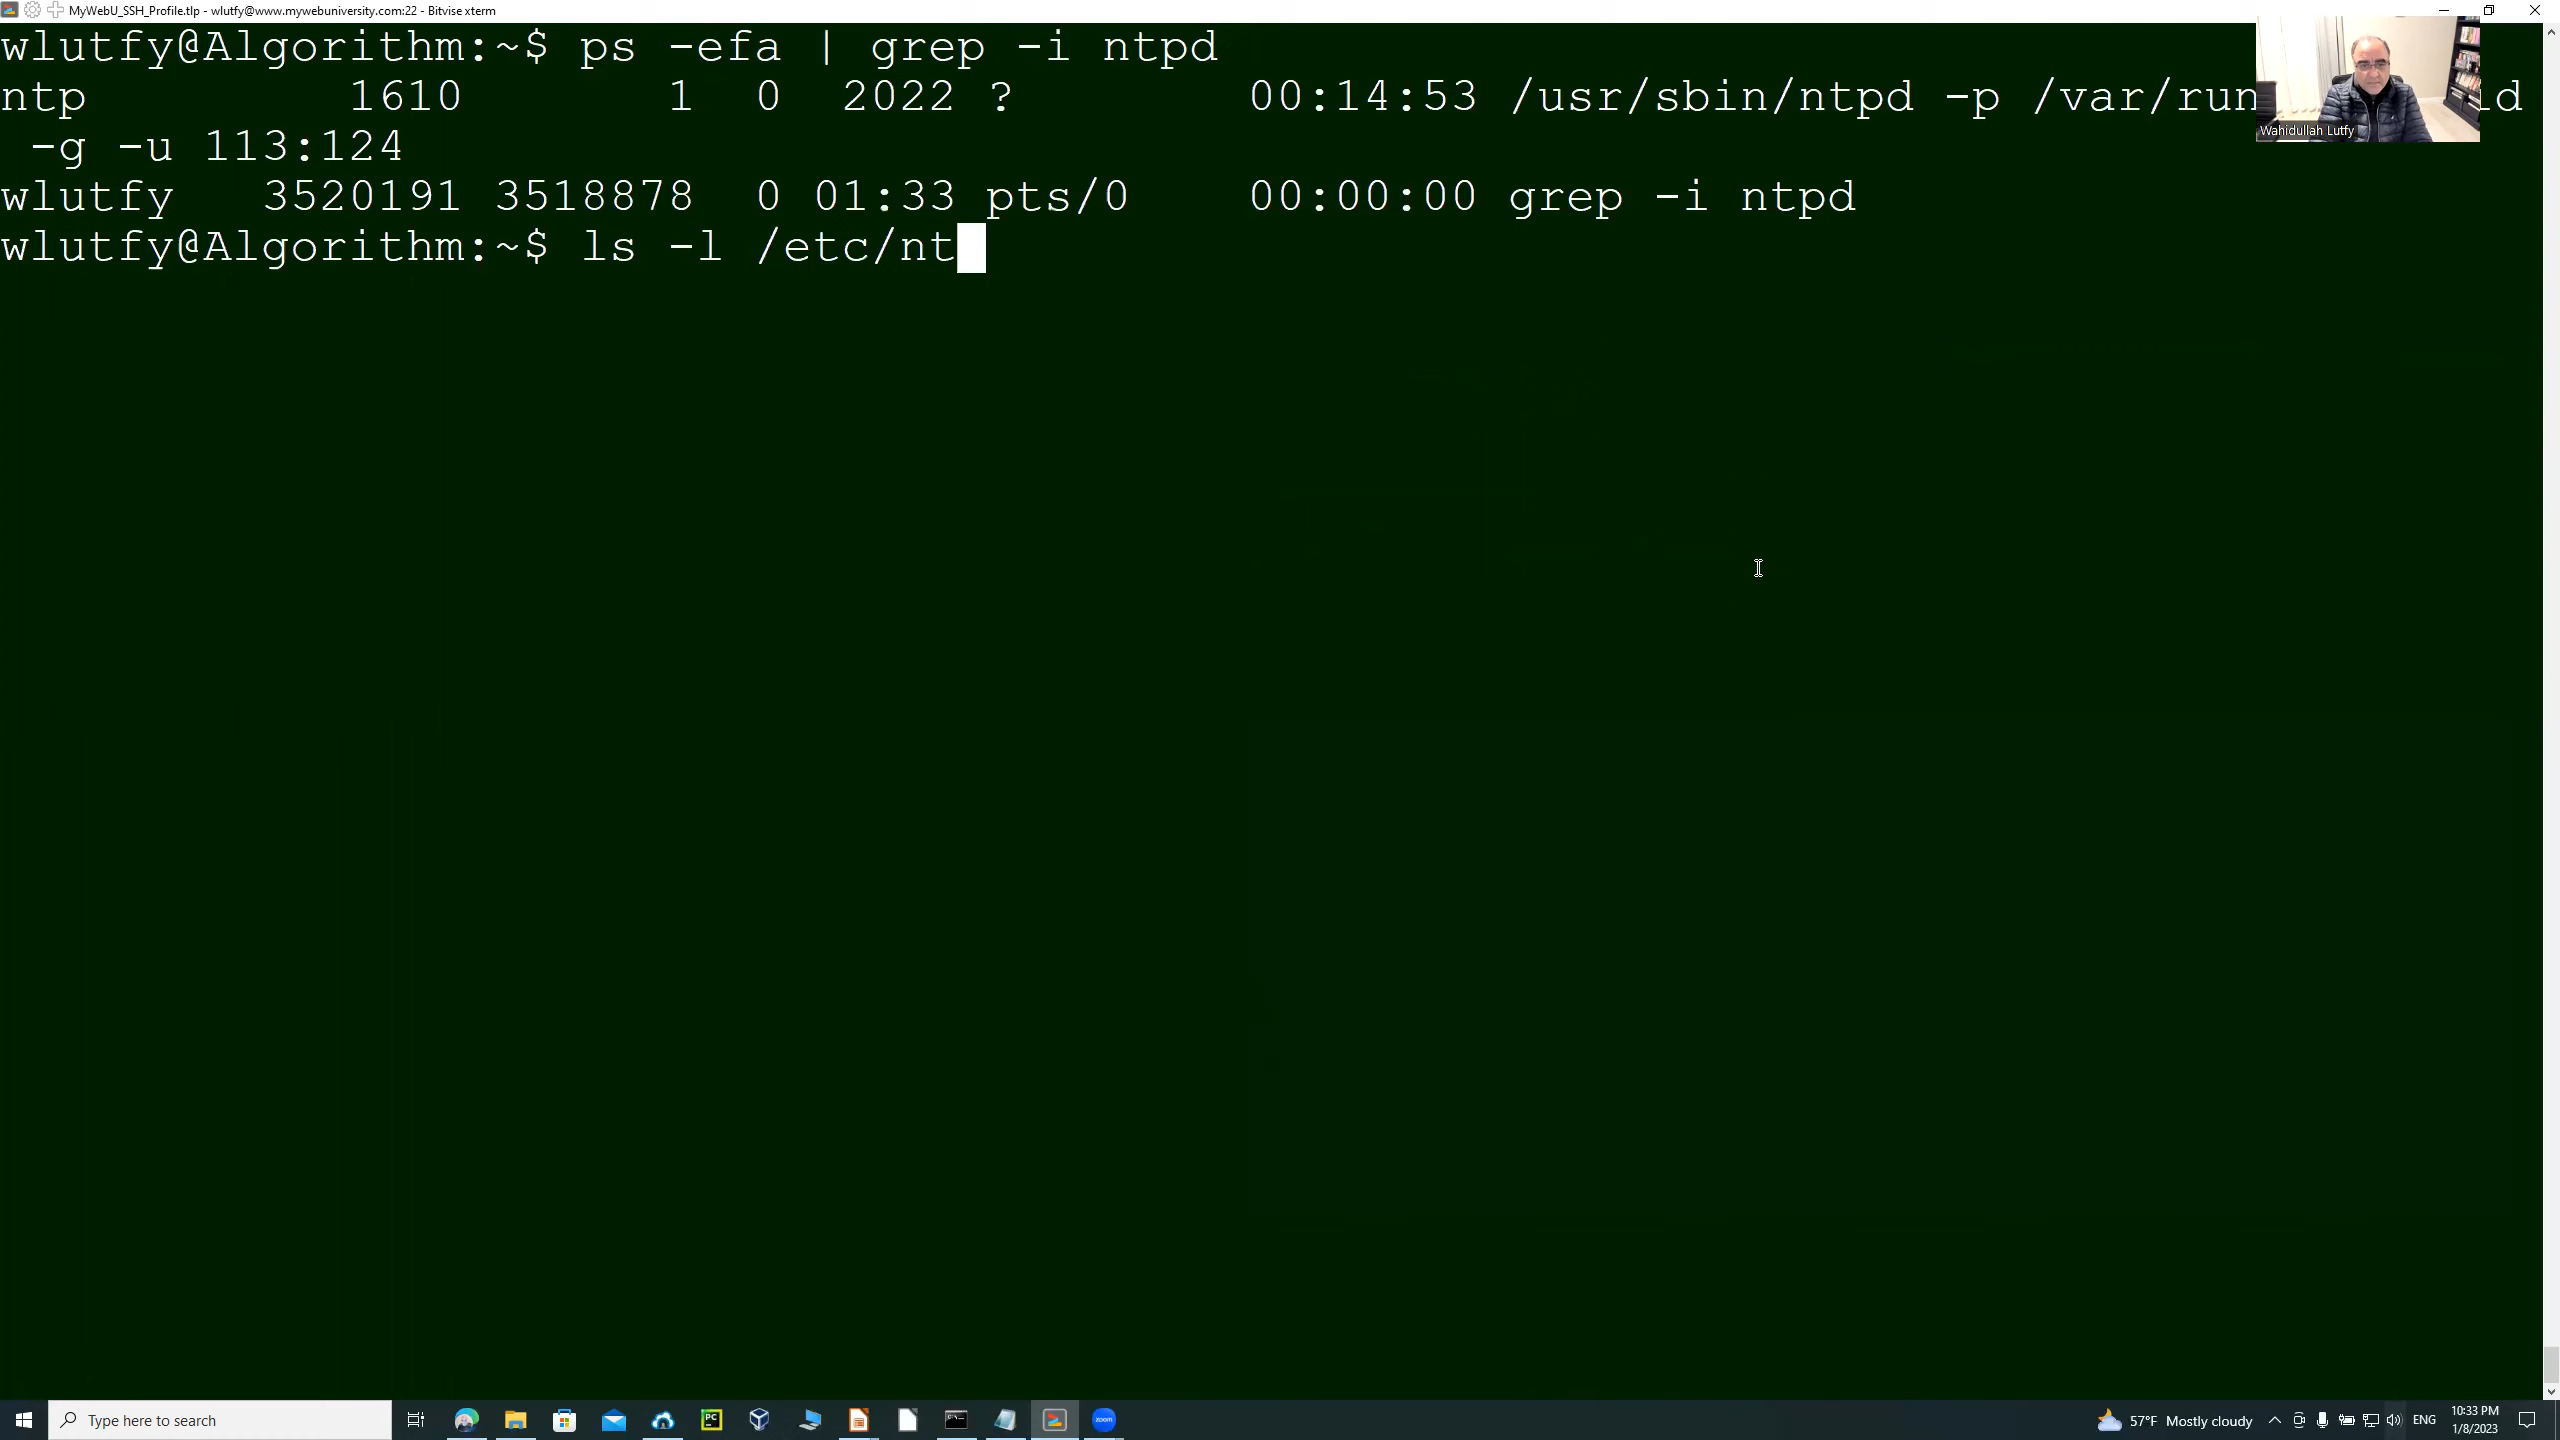 MyWebU_SSH_Profile.tlp - wlutfy@www.mywebuniversity.com:22 - Bitvise xterm
wlutfy@Algorithm:~$ ps -efa | grep -i ntpd
ntp 1610 1 0 2022 ? 00:14:53 /usr/sbin/ntpd -p /var/run id
-g -u 113:124
Wahidullah Lutfy
wlutfy 3520191 3518878 0 01:33 pts/0 00:00:00 grep -i ntpd
wlutfy@Algorithm:~$ ls -l /etc/nt
Type here to search
PC
zoom
57°F Mostly cloudy
ENG
10:33 PM
1/8/2023